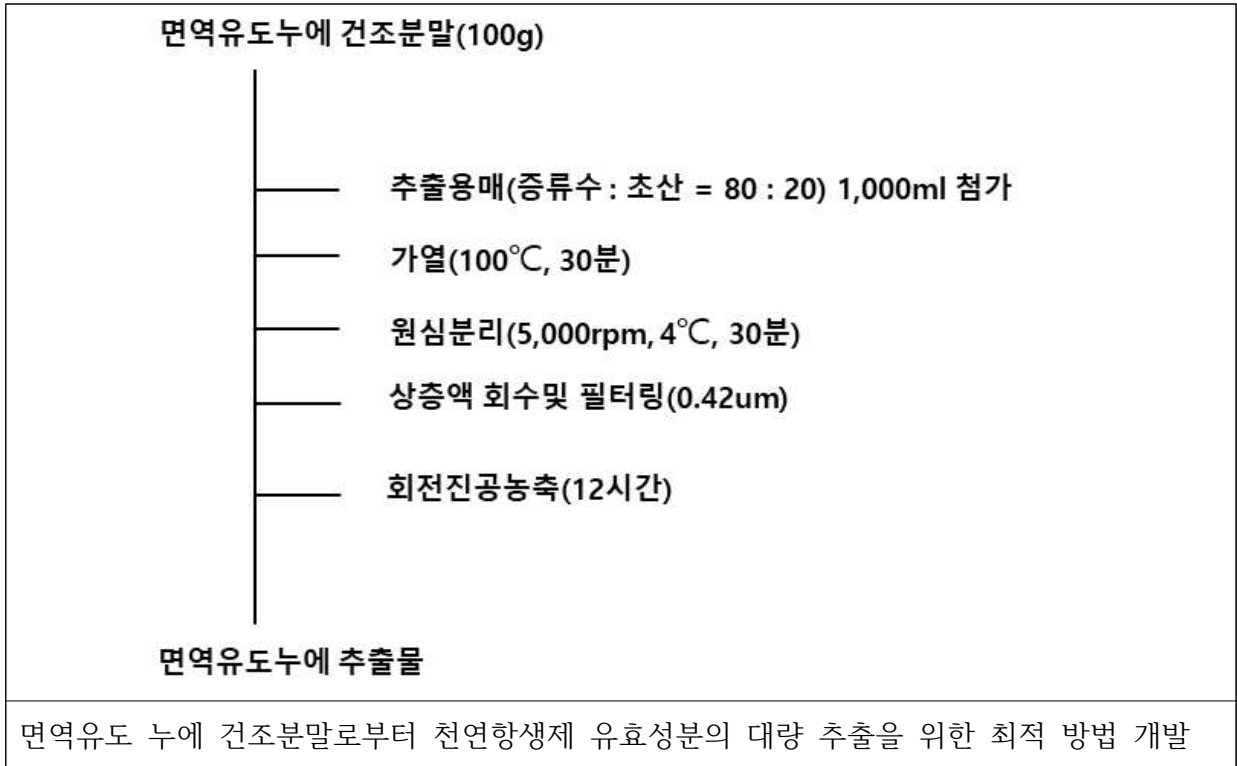 면역유도누에 건조분말(100g)
추출용매(증류수 : 초산 = 80 : 20) 1,000ml 첨가
가열(100℃, 30분)
원심분리(5,000rpm, 4℃, 30분)
상층액 회수및 필터링(0.42um)
회전진공농축(12시간)
면역유도누에 추출물
면역유도 누에 건조분말로부터 천연항생제 유효성분의 대량 추출을 위한 최적 방법 개발